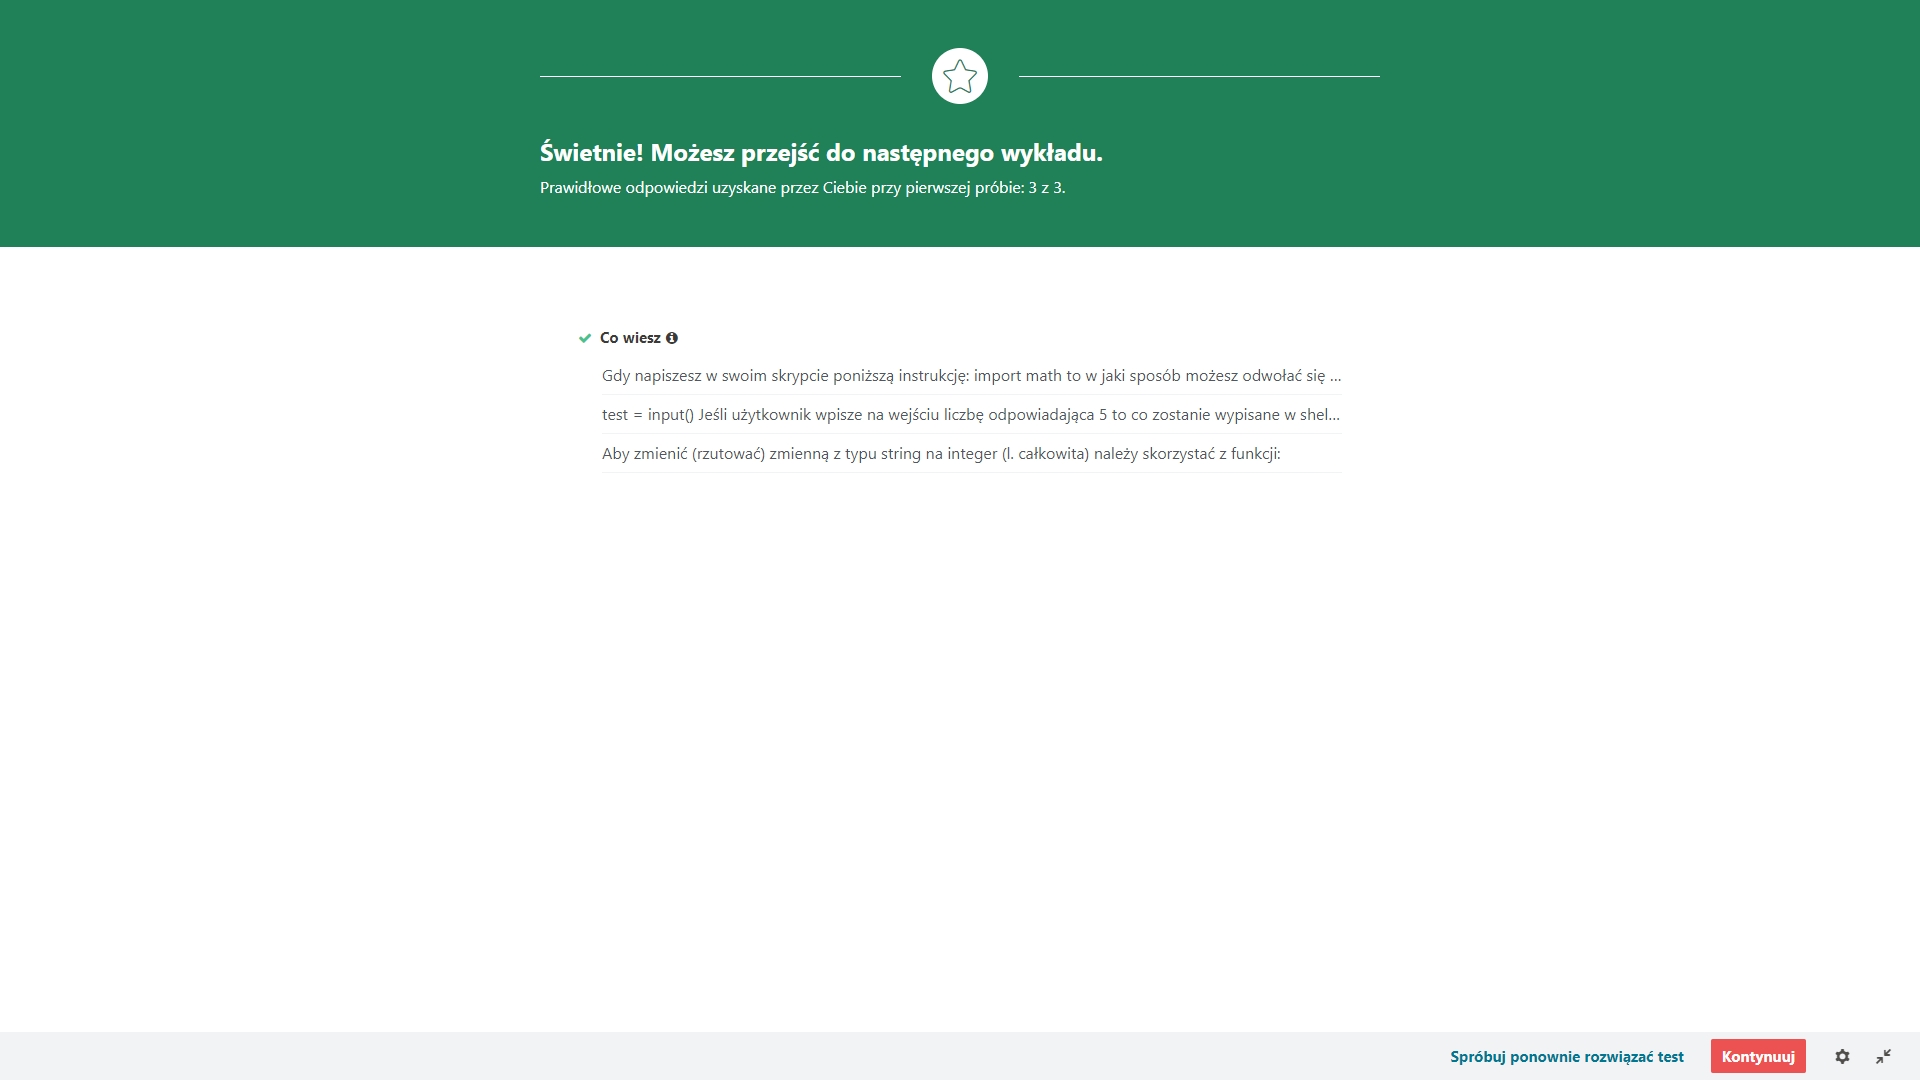 Świetnie! Możesz przejść do następnego wykładu.
Prawidłowe odpowiedzi uzyskane przez Ciebie przy pierwszej próbie: 3 z 3.
Co wiesz
Gdy napiszesz w swoim skrypcie poniższą instrukcję: import math to w jaki sposób możesz odwołać się ...
test = input() Jeśli użytkownik wpisze na wejściu liczbę odpowiadająca 5 to co zostanie wypisane w shel...
Aby zmienić (rzutować) zmienną z typu string na integer (l. całkowita) należy skorzystać z funkcji:
Spróbuj ponownie rozwiązać test
Kontynuuj